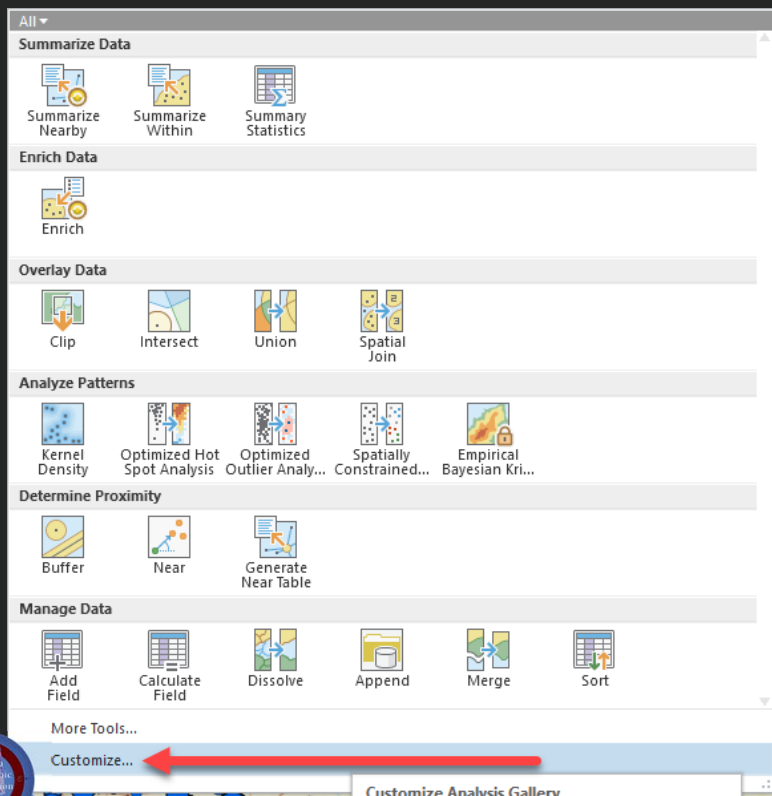 All
Summarize Data
Summarize Nearby
Summarize Within
Summary Statistics
Enrich Data
Enrich
Overlay Data
Clip
Intersect
Union
Spatial Join
Analyze Patterns
Kernel Density
Optimized Hot Spot Analysis
Optimized Outlier Analy...
Spatially Constrained...
Empirical Bayesian Kri...
Determine Proximity
Buffer
Near
Generate Near Table
Manage Data
Add Field
Calculate Field
Dissolve
Append
Merge
Sort
More Tools...
Customize...
Customize Analysis Gallery